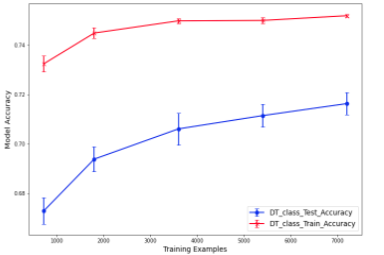 0.74
0.72
0.70
0.68
Model Accuracy
1000 2000 3000 4000 5000 6000 7000
Training Examples
DT_class_Test_Accuracy
DT_class_Train_Accuracy